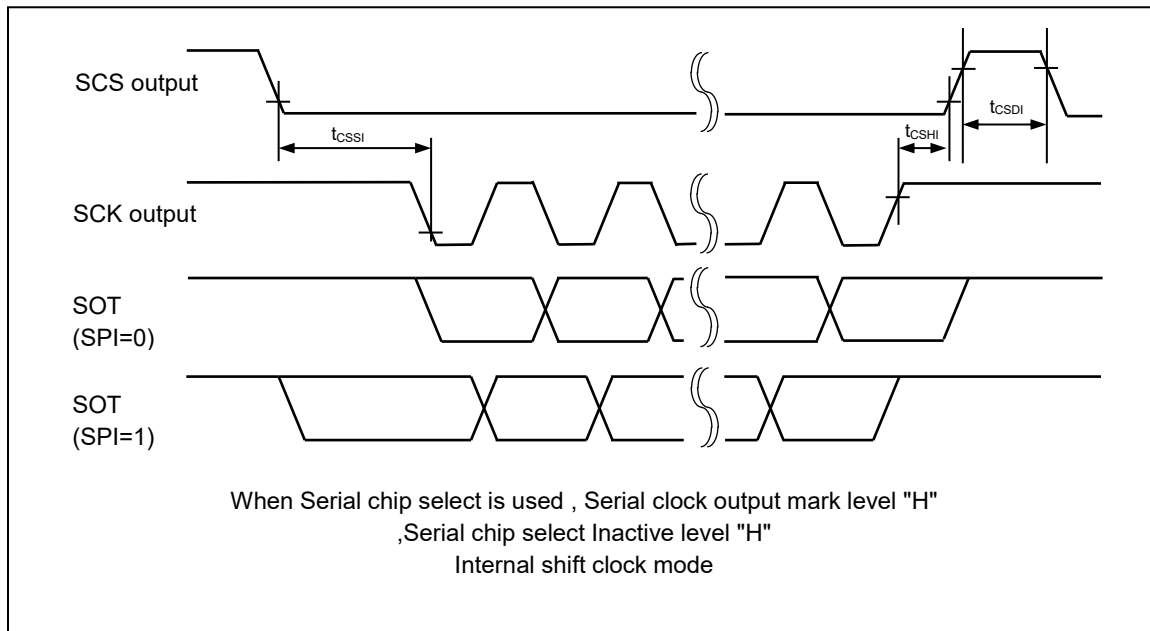 SCS output
tCSSI
tCSHI
tCSDI
SCK output
SOT
(SPI=0)
SOT
(SPI=1)
When Serial chip select is used , Serial clock output mark level "H"
,Serial chip select Inactive level "H"
Internal shift clock mode